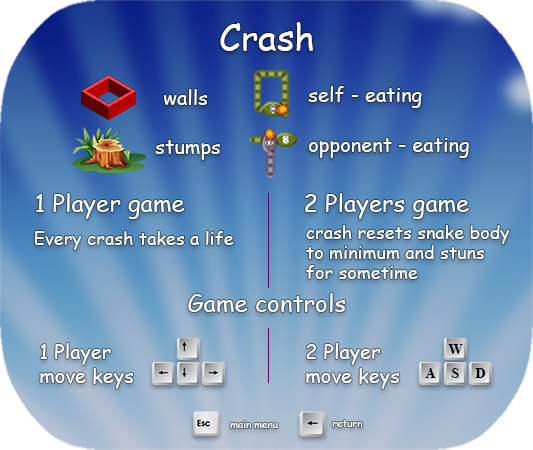 Crash
walls
self - eating
stumps
opponent - eating
8
1 Player game
Every crash takes a life
2 Players game
crash resets snake body
to minimum and stuns
for sometime
Game controls
1 Player
move keys
↑
← ↓ →
2 Player
move keys
W
A S D
Esc main menu
← return